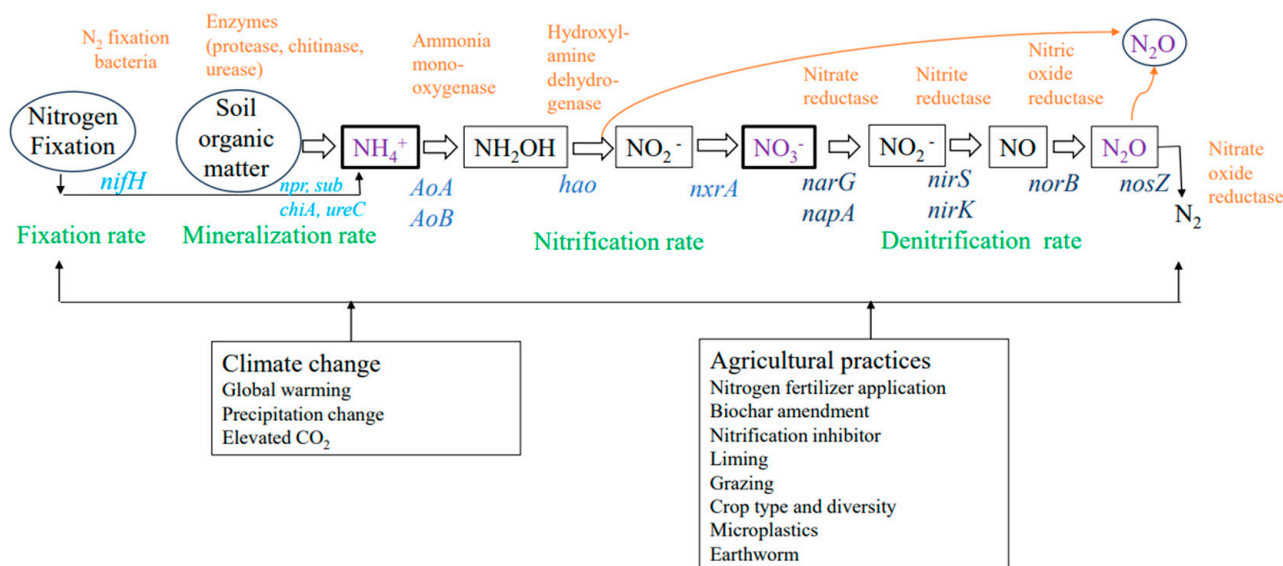 N₂ fixation
bacteria
Enzymes
(protease, chitinase,
urease)
Ammonia
mono-
oxygenase
Hydroxyl-
amine
dehydro-
genase
Nitrate
reductase
Nitrite
reductase
Nitric
oxide
reductase
N₂O
Nitrogen
Fixation
Soil
organic
matter
NH₄⁺
NH₂OH
NO₂⁻
NO₃⁻
NO₂⁻
NO
N₂O
Nitrate
oxide
reductase
N₂
nifH
npr, sub
chiA, ureC
AoA
AoB
hao
nxrA
narG
napA
nirS
nirK
norB
nosZ
Fixation rate
Mineralization rate
Nitrification rate
Denitrification rate
Climate change
Global warming
Precipitation change
Elevated CO₂
Agricultural practices
Nitrogen fertilizer application
Biochar amendment
Nitrification inhibitor
Liming
Grazing
Crop type and diversity
Microplastics
Earthworm